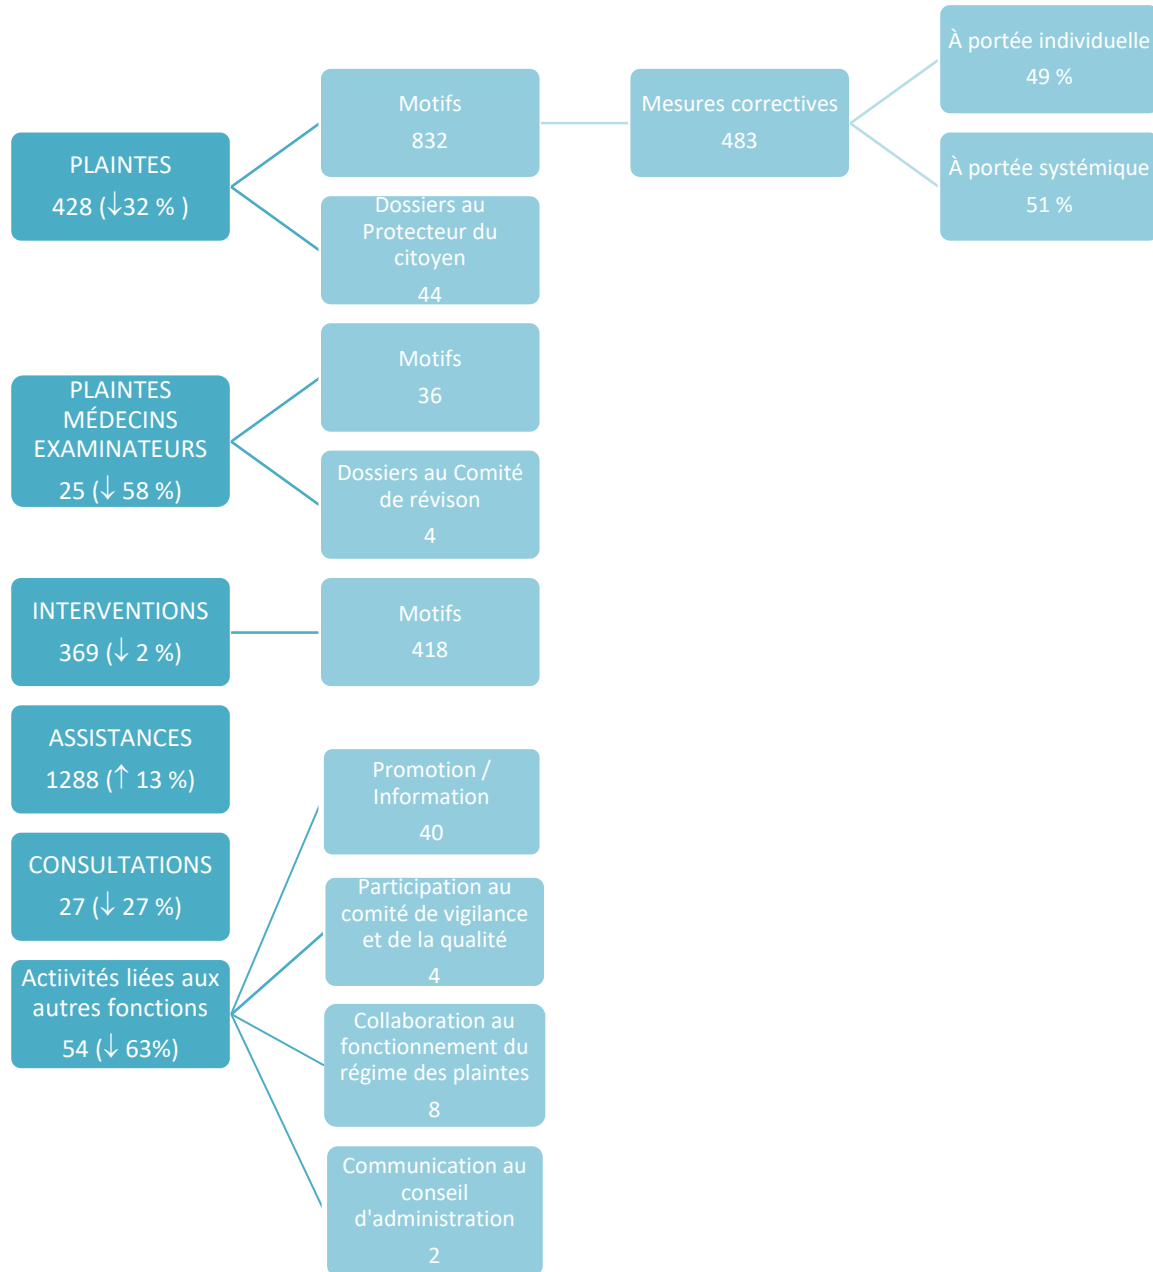 PLAINTES
428 (↓32 % )
Motifs
832
Mesures correctives
483
À portée individuelle
49 %
À portée systémique
51 %
Dossiers au
Protecteur du
citoyen
44
PLAINTES
MÉDECINS
EXAMINATEURS
25 (↓ 58 %)
Motifs
36
Dossiers au Comité
de révison
4
INTERVENTIONS
369 (↓ 2 %)
Motifs
418
ASSISTANCES
1288 (↑ 13 %)
CONSULTATIONS
27 (↓ 27 %)
Actiivités liées aux
autres fonctions
54 (↓ 63%)
Promotion /
Information
40
Participation au
comité de vigilance
et de la qualité
4
Collaboration au
fonctionnement du
régime des plaintes
8
Communication au
conseil
d'administration
2